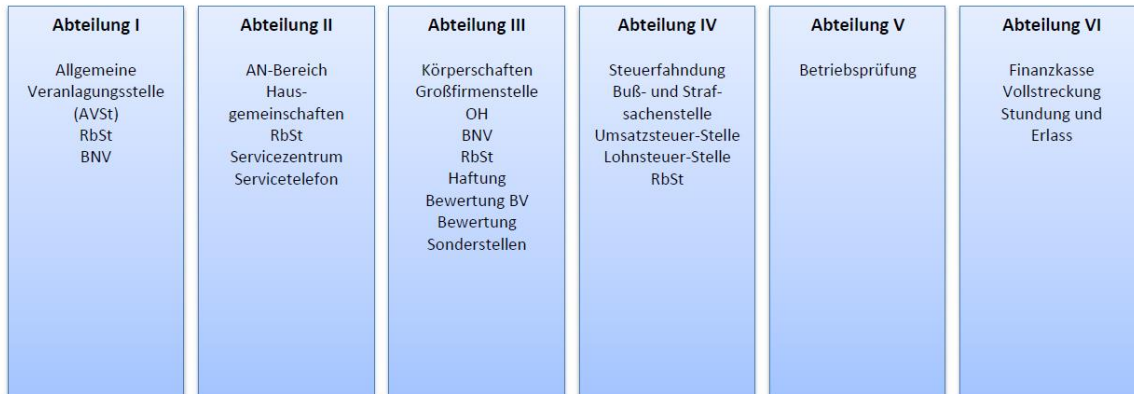 Abteilung I
Allgemeine
Veranlagungsstelle
(AVSt)
RbSt
BNV
Abteilung II
AN-Bereich
Haus-
gemeinschaften
RbSt
Servicezentrum
Servicetelefon
Abteilung III
Körperschaften
Großfirmenstelle
OH
BNV
RbSt
Haftung
Bewertung BV
Bewertung
Sonderstellen
Abteilung IV
Steuerfahndung
Buß- und Straf-
sachenstelle
Umsatzsteuer-Stelle
Lohnsteuer-Stelle
RbSt
Abteilung V
Betriebsprüfung
Abteilung VI
Finanzkasse
Vollstreckung
Stundung und
Erlass